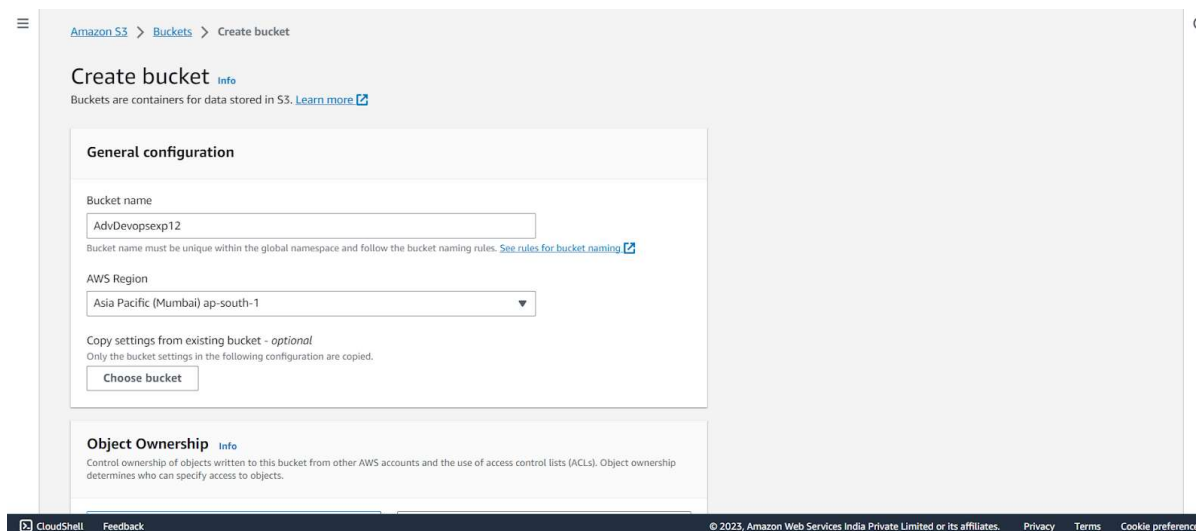 Amazon S3 > Buckets > Create bucket
Create bucket Info
Buckets are containers for data stored in S3. Learn more
General configuration
Bucket name
AdvDevopsexp12
Bucket name must be unique within the global namespace and follow the bucket naming rules. See rules for bucket naming
AWS Region
Asia Pacific (Mumbai) ap-south-1
Copy settings from existing bucket - optional
Only the bucket settings in the following configuration are copied.
Choose bucket
Object Ownership Info
Control ownership of objects written to this bucket from other AWS accounts and the use of access control lists (ACLs). Object ownership
determines who can specify access to objects.
CloudShell Feedback © 2023, Amazon Web Services India Private Limited or its affiliates. Privacy Terms Cookie preference